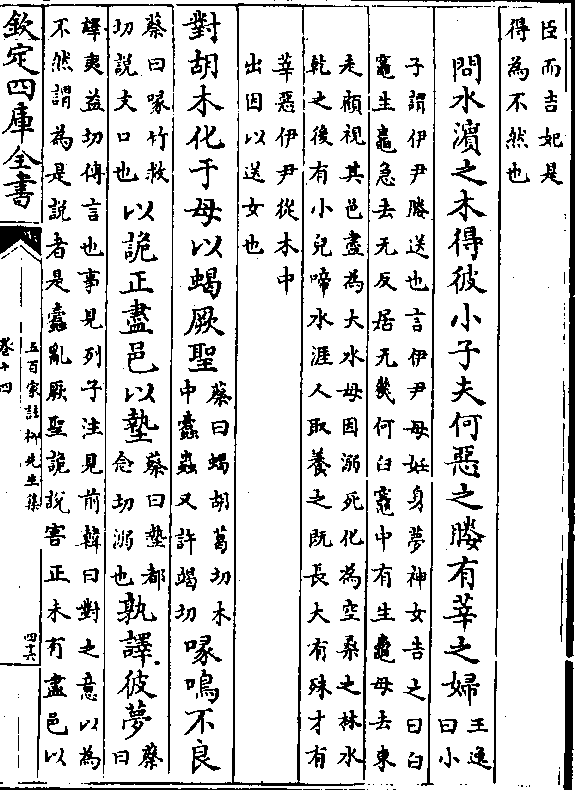 臣而吉妃是
得為不然也
問水濵之木得彼小子夫何惡之媵有莘之婦
王逸
曰小
子謂伊尹媵送也言伊尹母妊身夢神女告之曰臼
竈生鼃急去无反居无幾何臼竈中有生鼃母去東
走顧視其邑盡為大水母因溺死化為空桑之林水
乾之後有小兒啼水涯人取養之既長大有殊才有
莘惡伊尹從木中
出因以送女也
對胡木化于母以蝎厥聖
蔡曰蝎胡葛切木
中蠧蟲又許竭切
喙鳴不良
蔡曰喙竹救
切説文口也
以詭正盡邑以墊
蔡曰墊都
念切溺也
孰譯彼夢
蔡
曰
譯夷益切傳言也事見列子注見前韓曰對之意以為
不然謂為是説者是蠧亂厥聖詭説害正未有盡邑以
欽定四庫全書
五百家註柳先生集
卷十四
四六